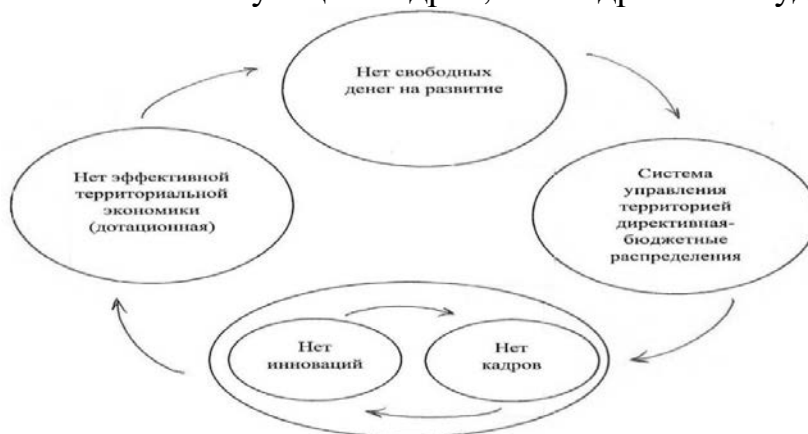 Нет свободных
денег на развитие
Нет эффективной
территориальной
экономики
(дотационная)
Система
управления
территорией
директивная-
бюджетные
распределения
Нет
инноваций
Нет
кадров